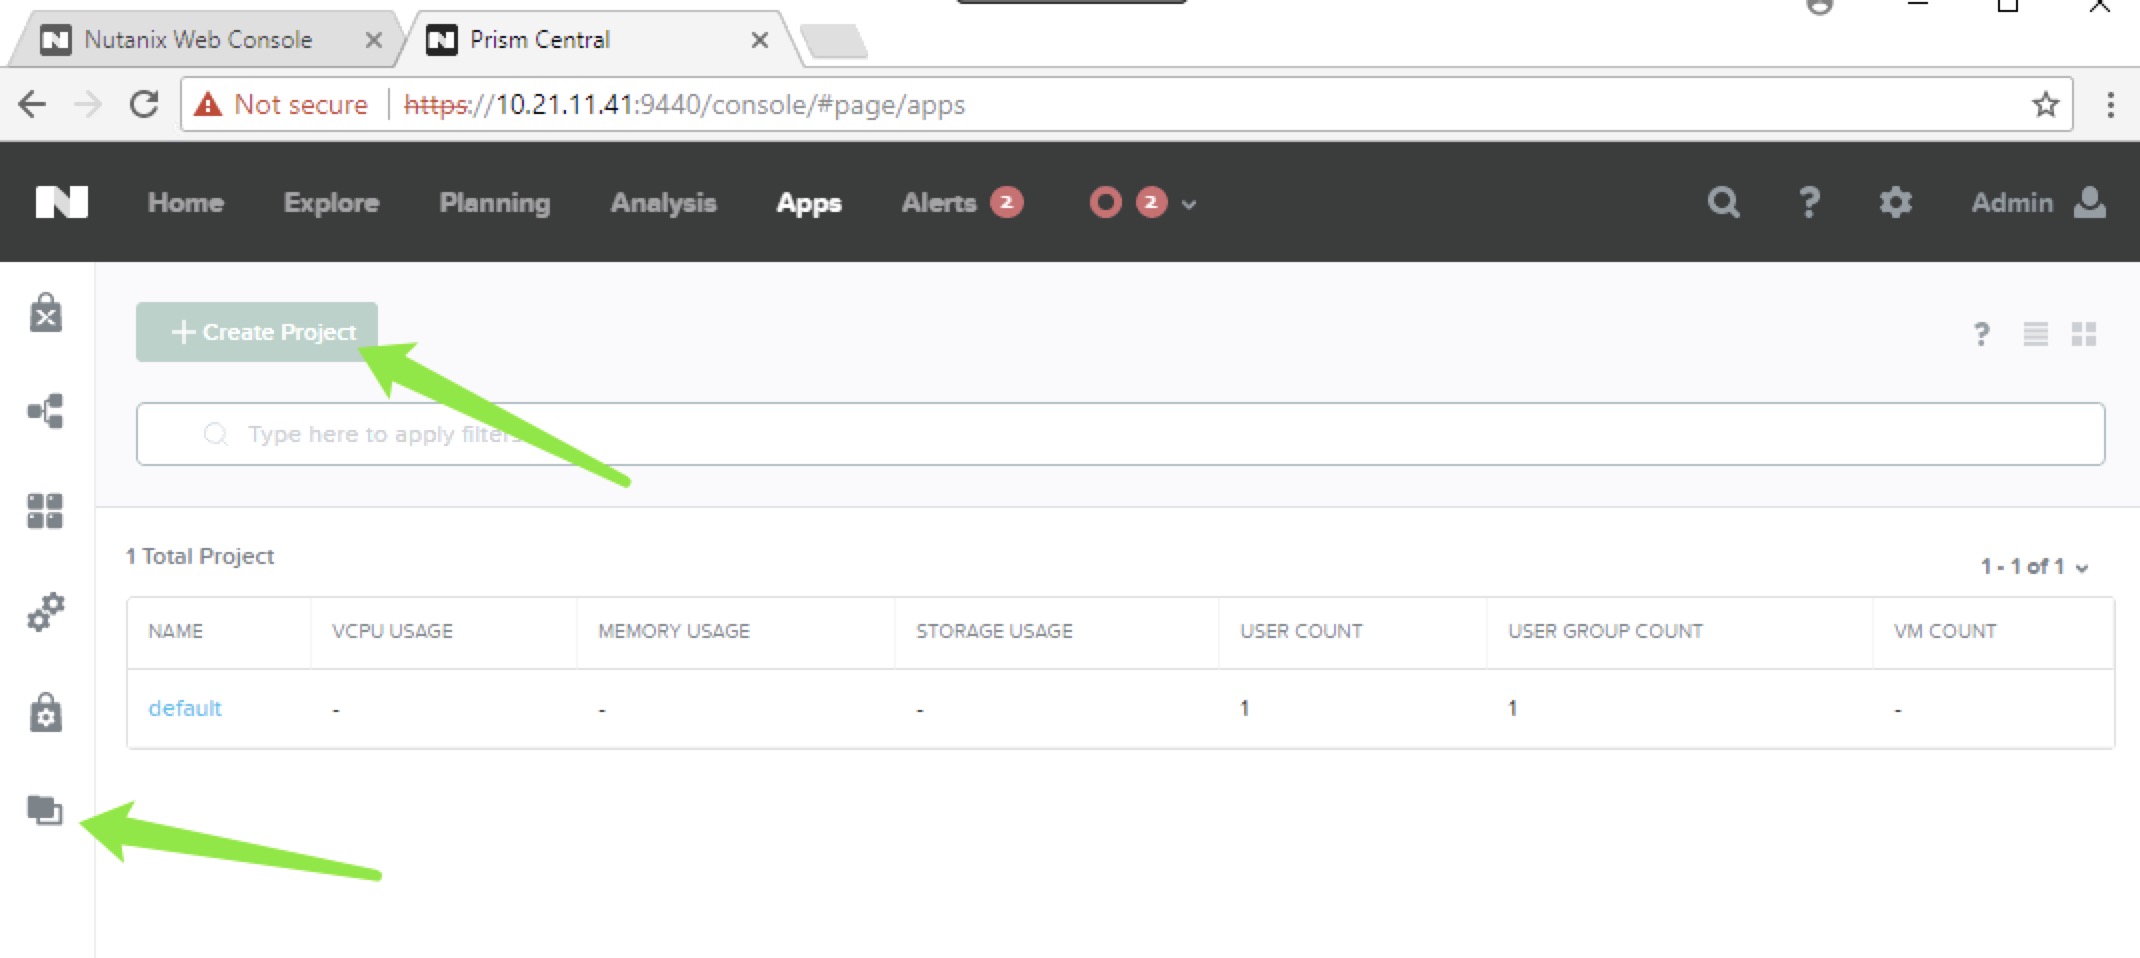 Nutanix Web Console
Prism Central
Not secure https://10.21.11.41:9440/console/#page/apps
Home Explore Planning Analysis Apps Alerts 2 2 ? Admin
+ Create Project ?
Type here to apply filters
1 Total Project
1 - 1 of 1
NAME VCPU USAGE MEMORY USAGE STORAGE USAGE USER COUNT USER GROUP COUNT VM COUNT
default - - - 1 1 -